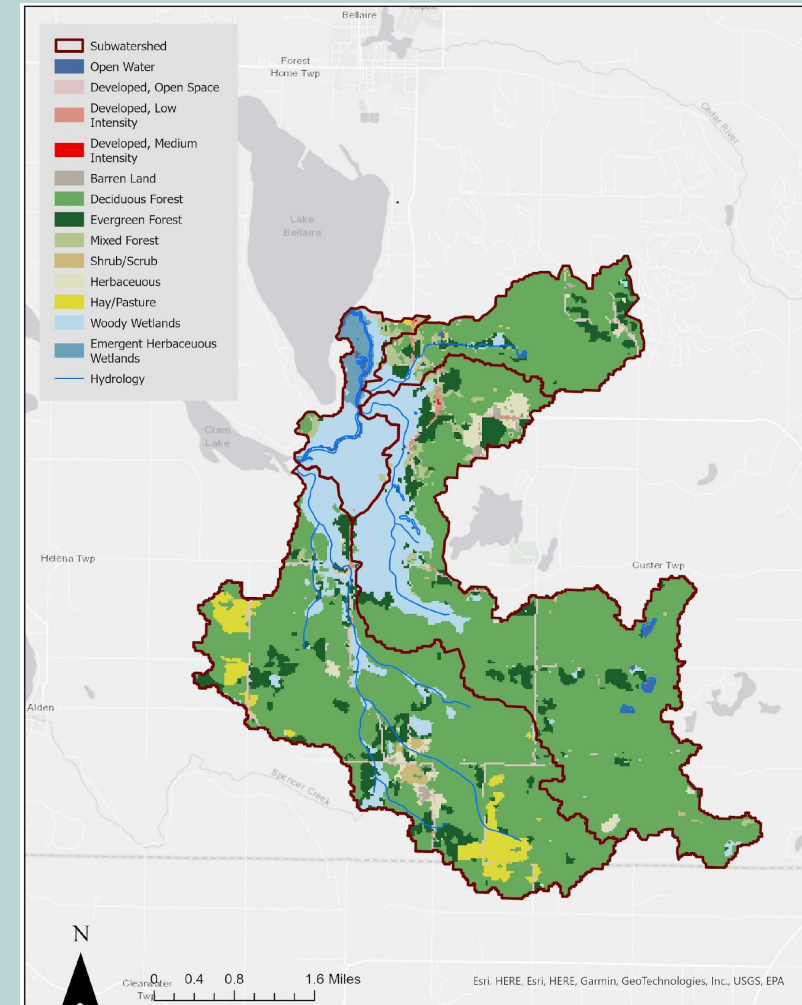 Bellaire
Forest
Home Twp
Cedar River
Subwatershed
Open Water
Developed, Open Space
Developed, Low
Intensity
Developed, Medium
Intensity
Barren Land
Deciduous Forest
Evergreen Forest
Mixed Forest
Shrub/Scrub
Herbaceuous
Hay/Pasture
Woody Wetlands
Emergent Herbaceuous
Wetlands
Hydrology
Lake
Bellaire
Clam
Lake
Helena Twp
Custer Twp
Alden
Spencer Creek
N
Clearwater
Twp
0 0.4 0.8 1.6 Miles
Esri, HERE, Esri, HERE, Garmin, GeoTechnologies, Inc., USGS, EPA